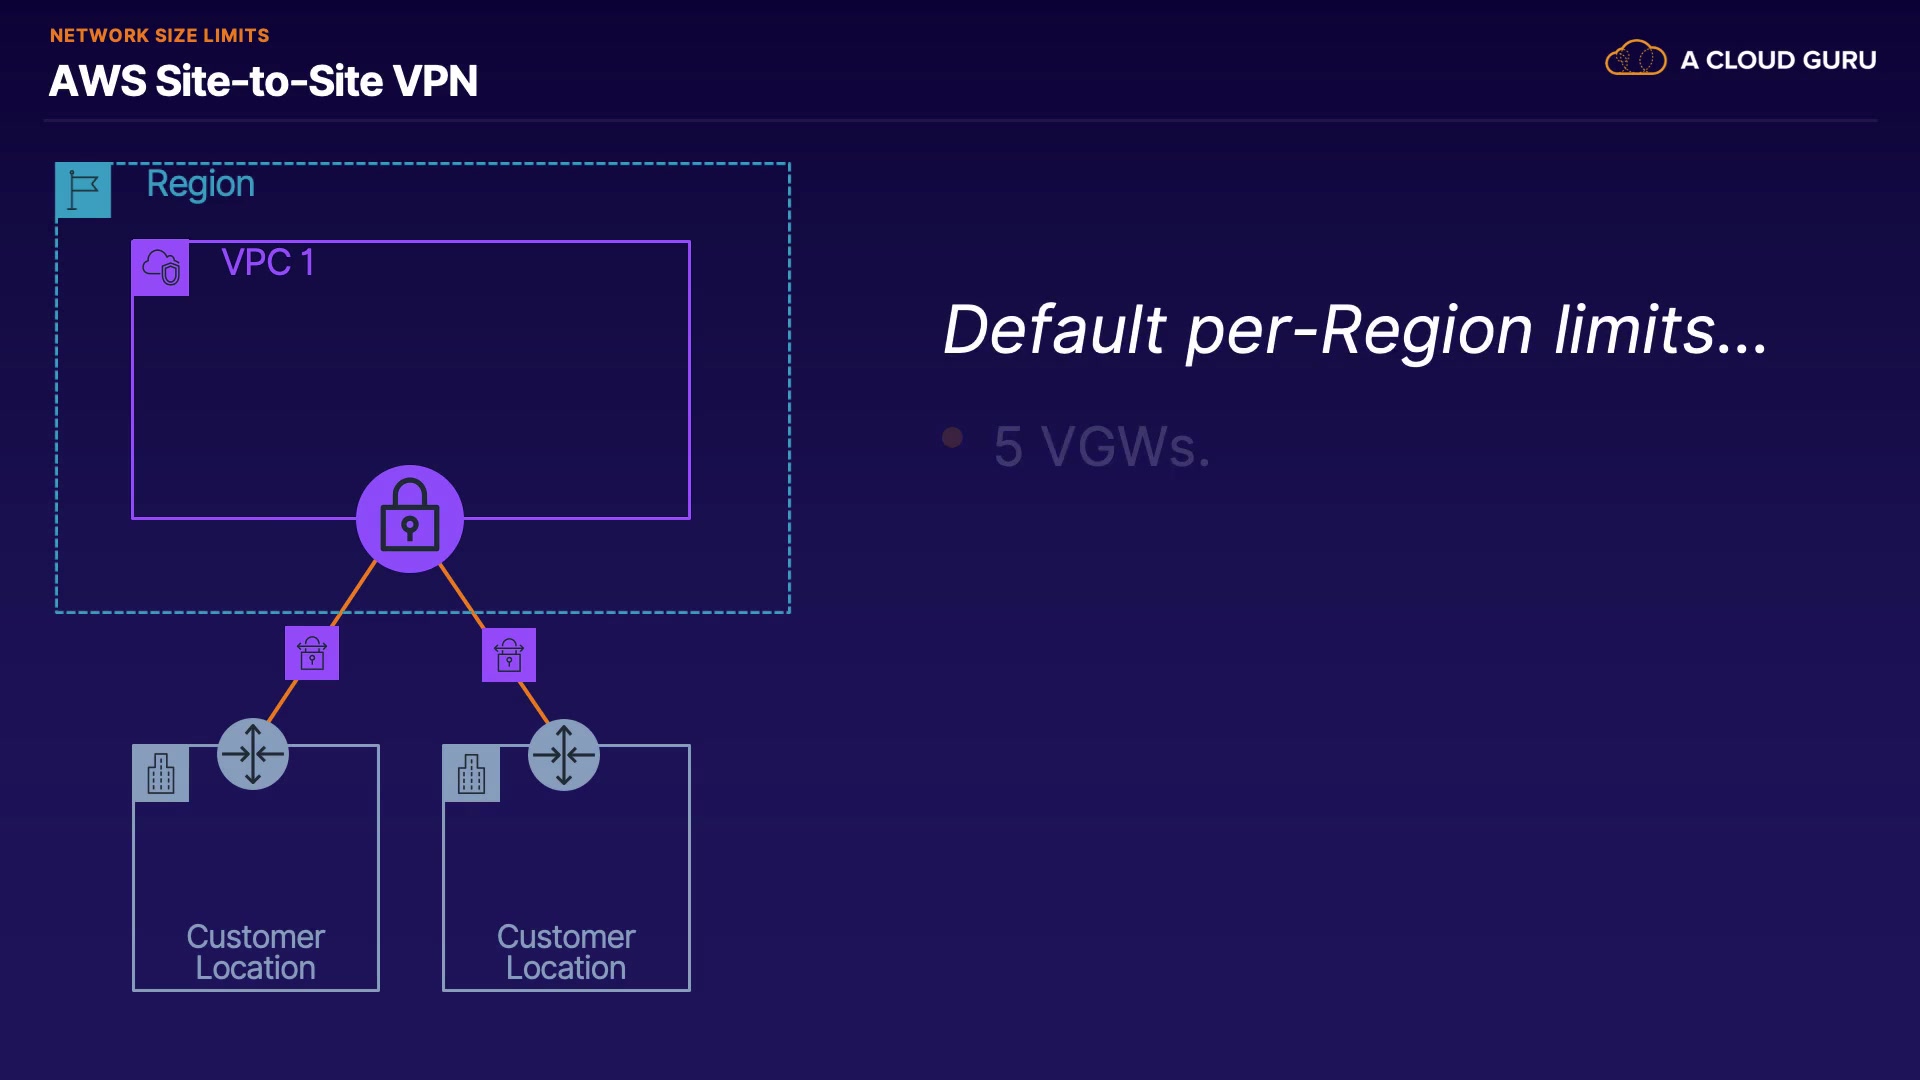 NETWORK SIZE LIMITS
AWS Site-to-Site VPN
A CLOUD GURU
Region
VPC 1
Default per-Region limits...
5 VGWs.
Customer
Location
Customer
Location